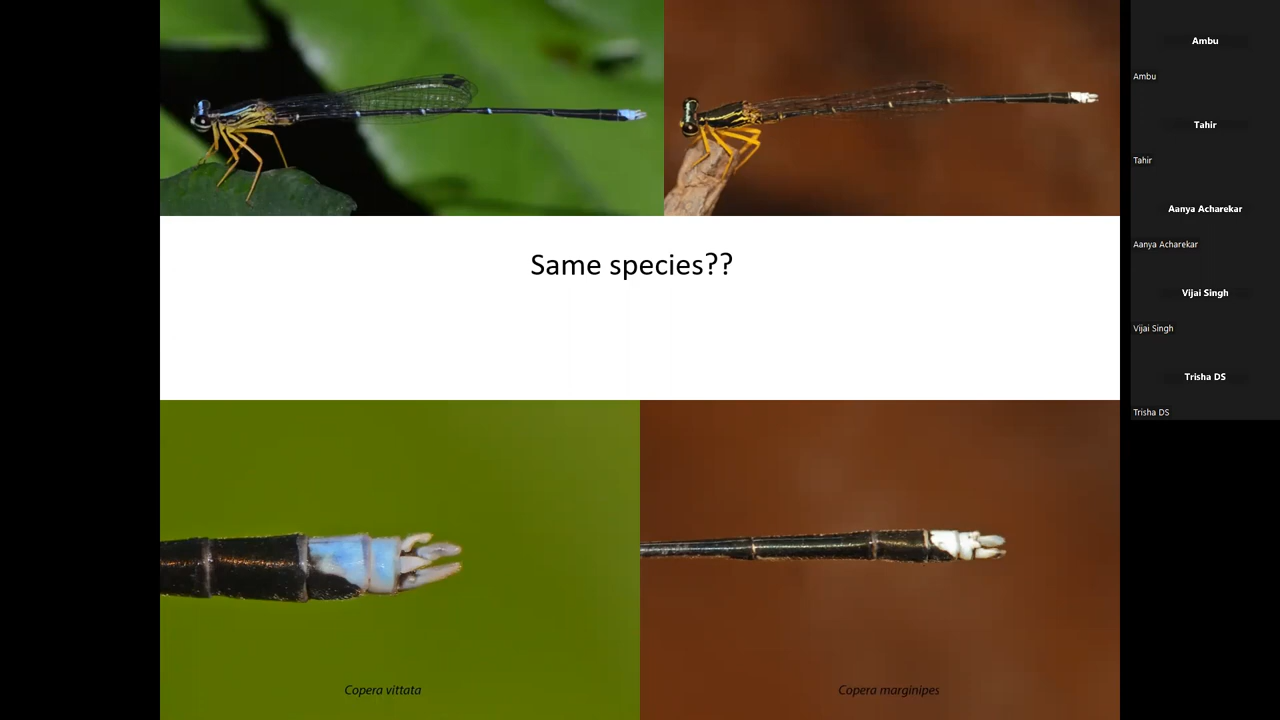 Same species??
Copera vittata
Copera marginipes
Ambu
Ambu
Tahir
Tahir
Aanya Acharekar
Aanya Acharekar
Vijai Singh
Vijai Singh
Trisha DS
Trisha DS